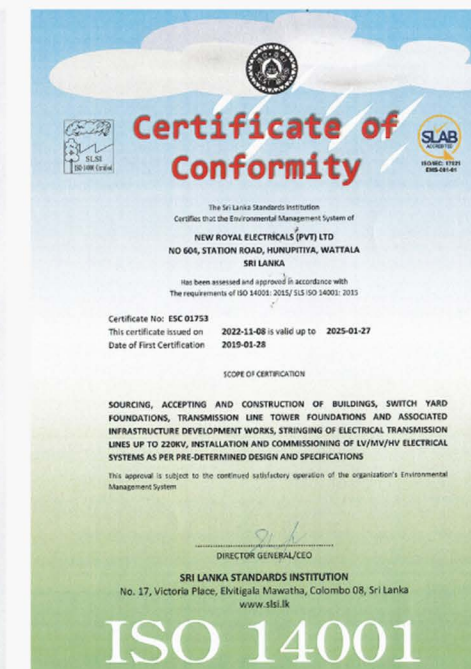 Certificate of
Conformity
SLSI
ISO 14001 Certified
SLAB
ACCREDITED
ISO/IEC: 17021
EMS-001-01
The Sri Lanka Standards Institution
Certifies that the Environmental Management System of
NEW ROYAL ELECTRICALS (PVT) LTD
NO 604, STATION ROAD, HUNUPITIYA, WATTALA
SRI LANKA
Has been assessed and approved in accordance with
The requirements of ISO 14001: 2015/ SLS ISO 14001: 2015
Certificate No: ESC 01753
This certificate issued on 2022-11-08 is valid up to 2025-01-27
Date of First Certification 2019-01-28
SCOPE OF CERTIFICATION
SOURCING, ACCEPTING AND CONSTRUCTION OF BUILDINGS, SWITCH YARD
FOUNDATIONS, TRANSMISSION LINE TOWER FOUNDATIONS AND ASSOCIATED
INFRASTRUCTURE DEVELOPMENT WORKS, STRINGING OF ELECTRICAL TRANSMISSION
LINES UP TO 220KV, INSTALLATION AND COMMISSIONING OF LV/MV/HV ELECTRICAL
SYSTEMS AS PER PRE-DETERMINED DESIGN AND SPECIFICATIONS
This approval is subject to the continued satisfactory operation of the organization's Environmental
Management System
DIRECTOR GENERAL/CEO
SRI LANKA STANDARDS INSTITUTION
No. 17, Victoria Place, Elvitigala Mawatha, Colombo 08, Sri Lanka
www.slsi.lk
ISO 14001